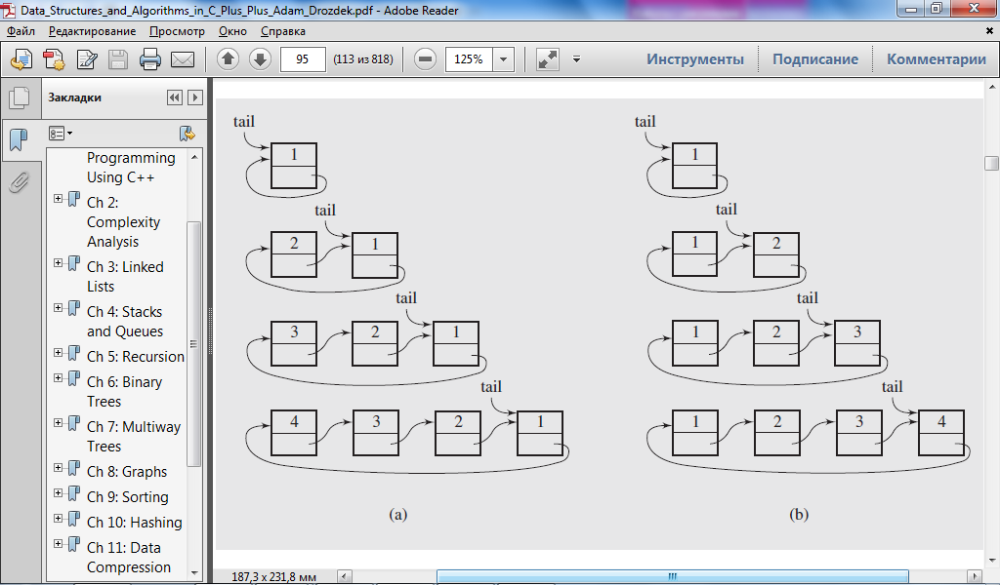 Data_Structures_and_Algorithms_in_C_Plus_Plus_Adam_Drozdek.pdf - Adobe Reader
Файл Редактирование Просмотр Окно Справка
95 (113 из 818) 125% Инструменты Подписание Комментарии
Закладки
Programming
Using C++
Ch 2:
Complexity
Analysis
Ch 3: Linked
Lists
Ch 4: Stacks
and Queues
Ch 5: Recursion
Ch 6: Binary
Trees
Ch 7: Multiway
Trees
Ch 8: Graphs
Ch 9: Sorting
Ch 10: Hashing
Ch 11: Data
Compression
tail
1
tail
2 1
tail
3 2 1
tail
4 3 2 1
(a)
tail
1
tail
1 2
tail
1 2 3
tail
1 2 3 4
(b)
187,3 x 231,8 мм